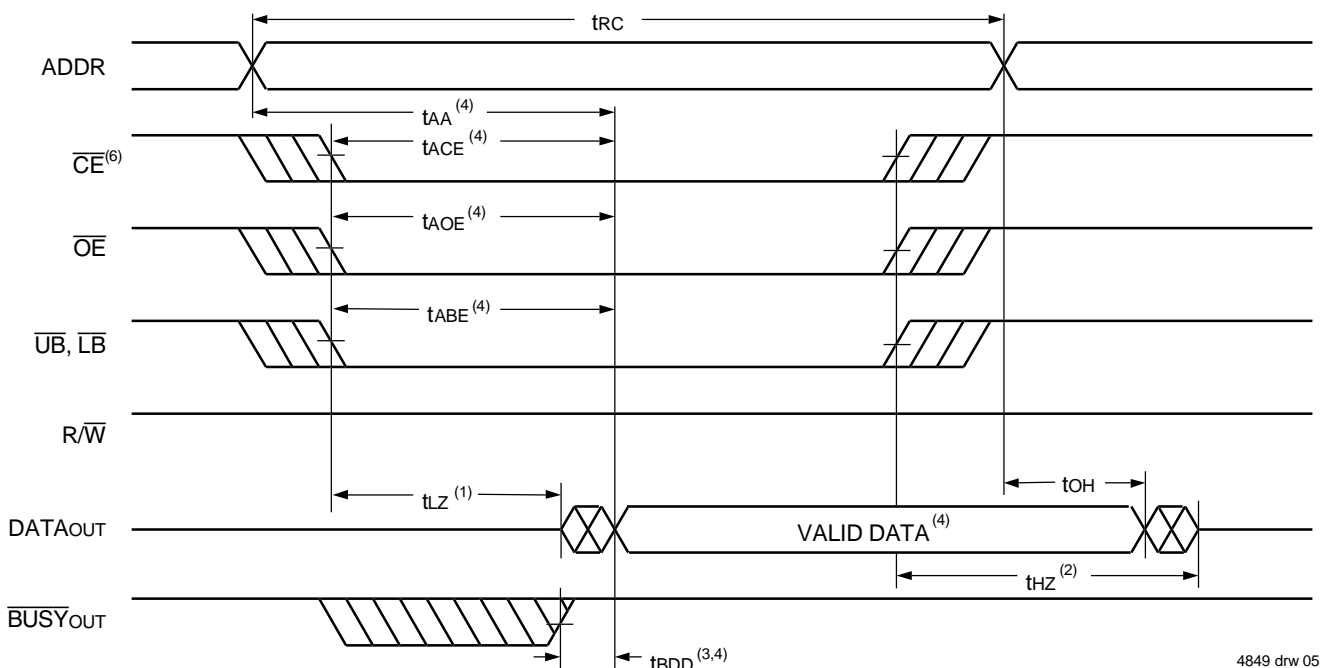 tRC
ADDR
tAA (4)
CE(6)
tACE (4)
OE
tAOE (4)
UB, LB
tABE (4)
R/W
tLZ (1)
tOH
DATAOUT
VALID DATA(4)
tHZ (2)
BUSYOUT
tBDD (3,4)
4849 drw 05